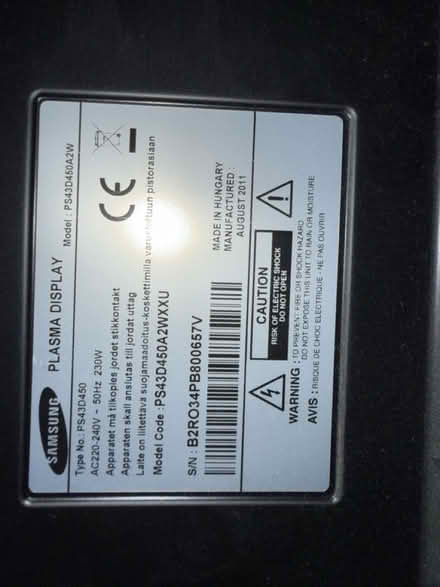 SAMSUNG
PLASMA DISPLAY
Model : PS43D450A2W
Type No : PS43D450
AC220-240V ~ 50Hz 230W
Apparatet må tilkoples jordet stikkontakt
Apparaten skall anslutas till jordat uttag
Laite on liitettävä suojamaadoitus-koskettimilla varustettuun pistorasiaan
CE
Model Code : PS43D450A2WXXU
S/N : B2RO34PB800657V
MADE IN HUNGARY
MANUFACTURED :
AUGUST 2011
CAUTION
RISK OF ELECTRIC SHOCK
DO NOT OPEN
WARNING : TO PREVENT FIRE OR SHOCK HAZARD
DO NOT EXPOSE THIS UNIT TO RAIN OR MOISTURE
AVIS : RISQUE DE CHOC ELECTRIQUE - NE PAS OUVRIR